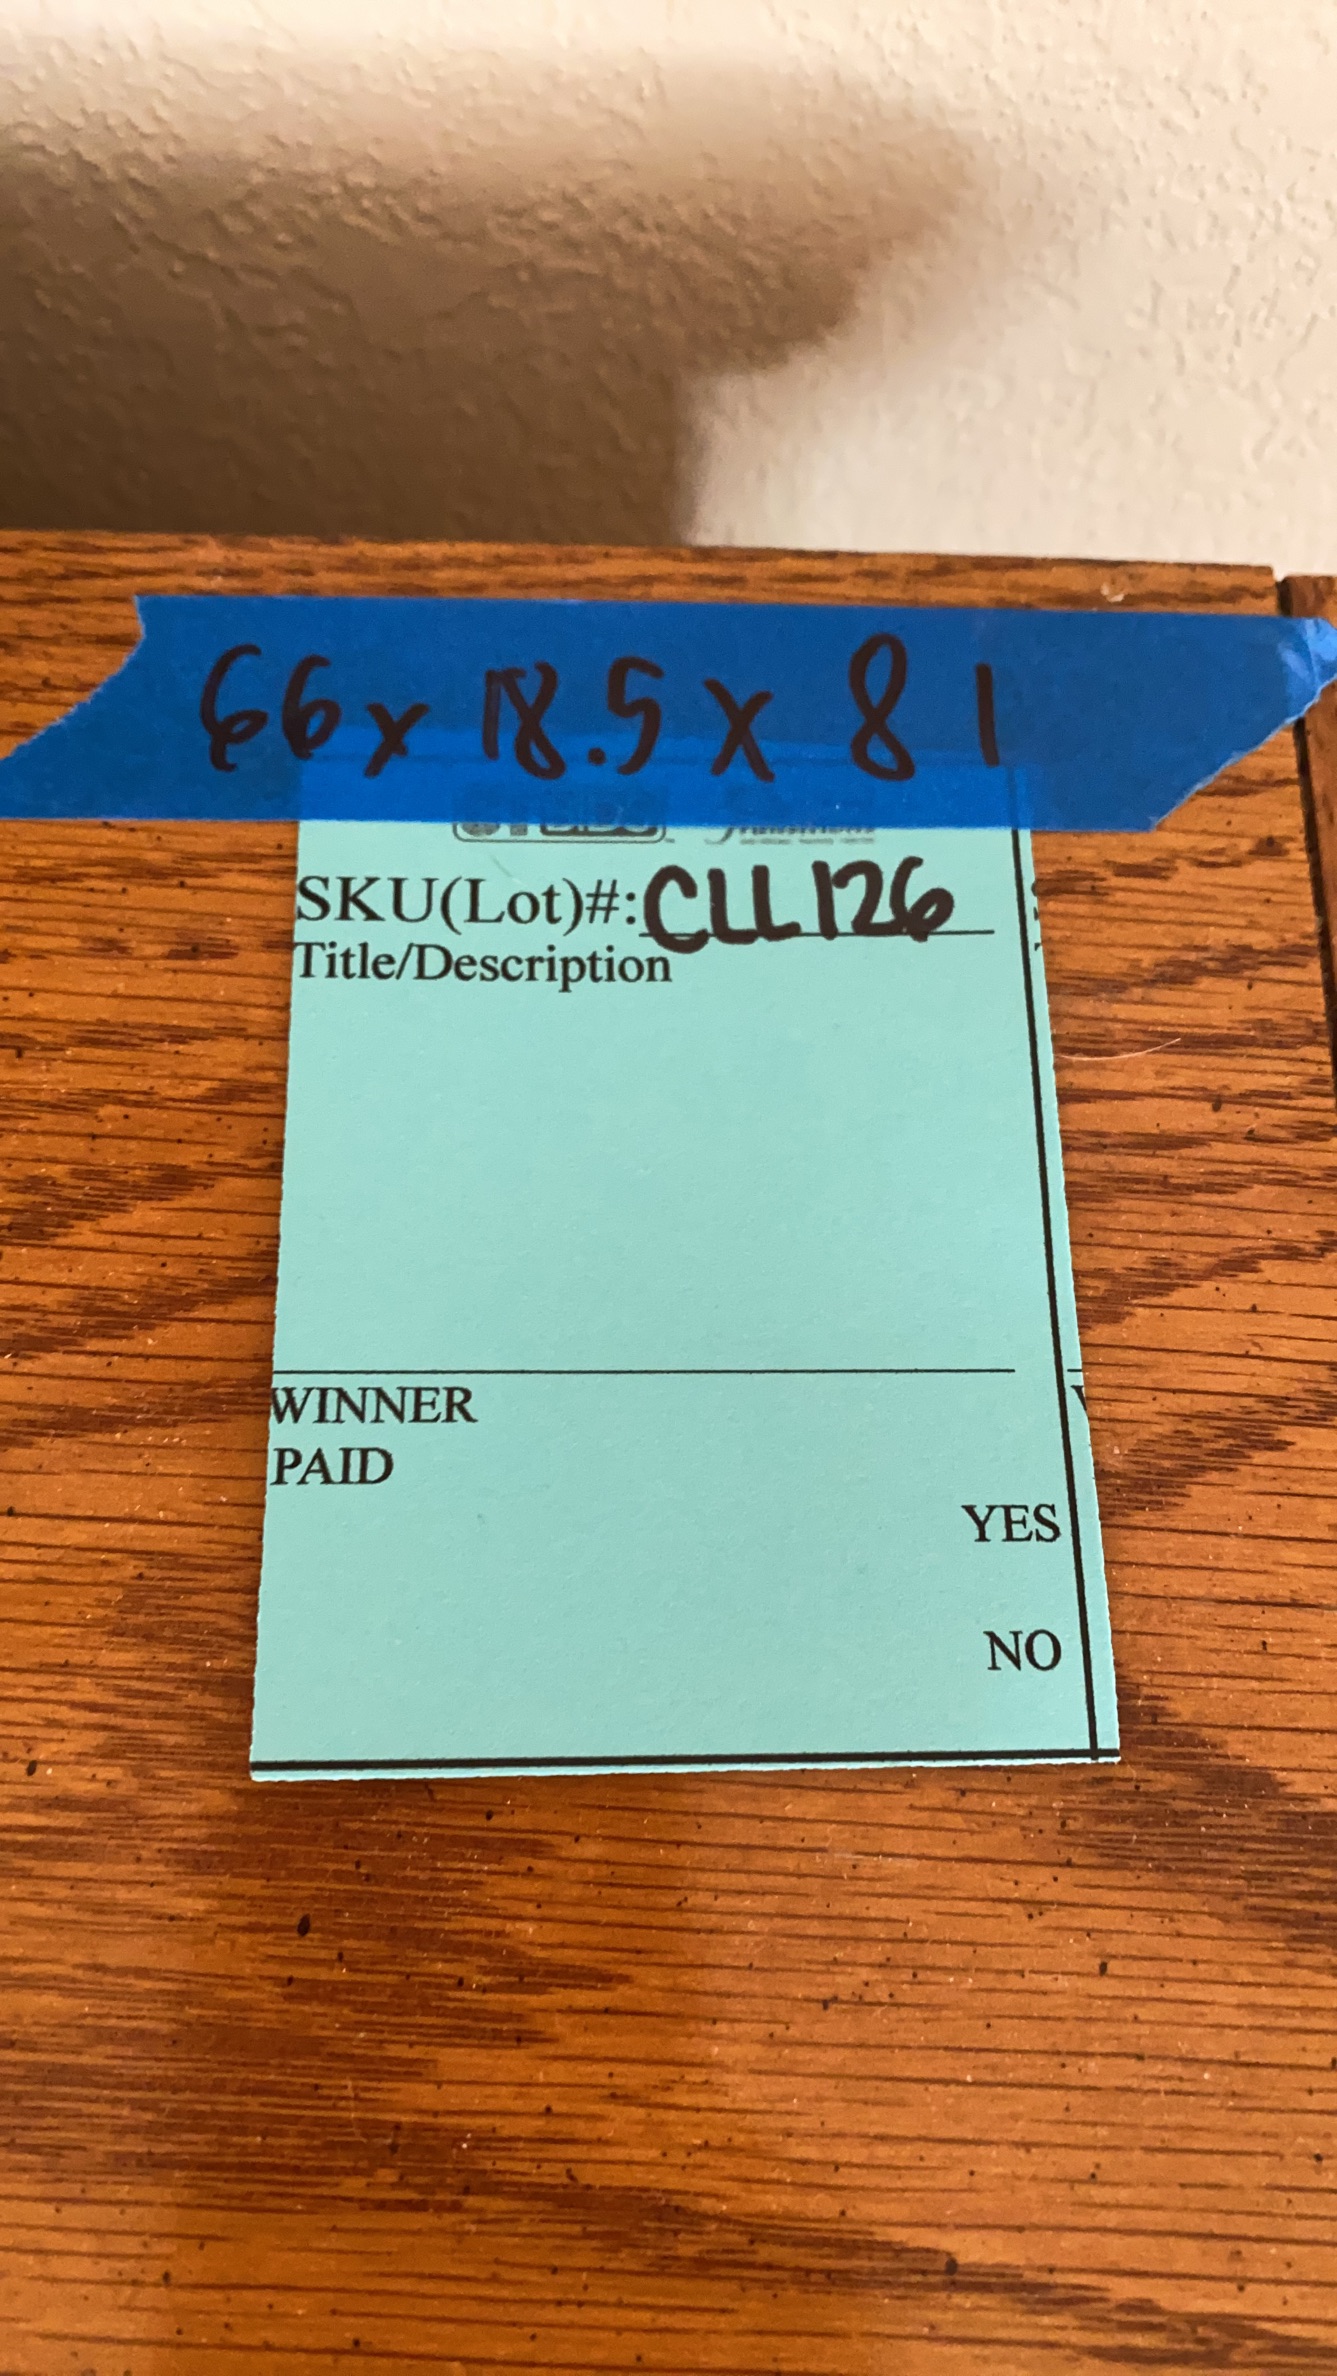 66 x 18.5 x 81
SKU(Lot)#: CLL126
Title/Description
WINNER
PAID
YES
NO